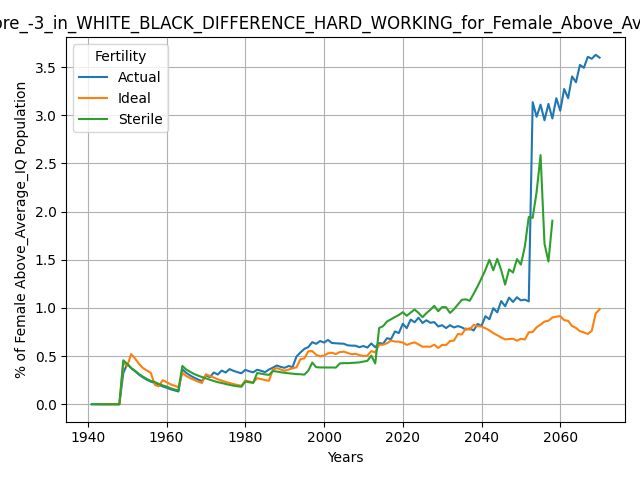 ore_-3_in_WHITE_BLACK_DIFFERENCE_HARD_WORKING_for_Female_Above_Av
Fertility
Actual
Ideal
Sterile
% of Female Above_Average_IQ Population
3.5
3.0
2.5
2.0
1.5
1.0
0.5
0.0
1940 1960 1980 2000 2020 2040 2060
Years